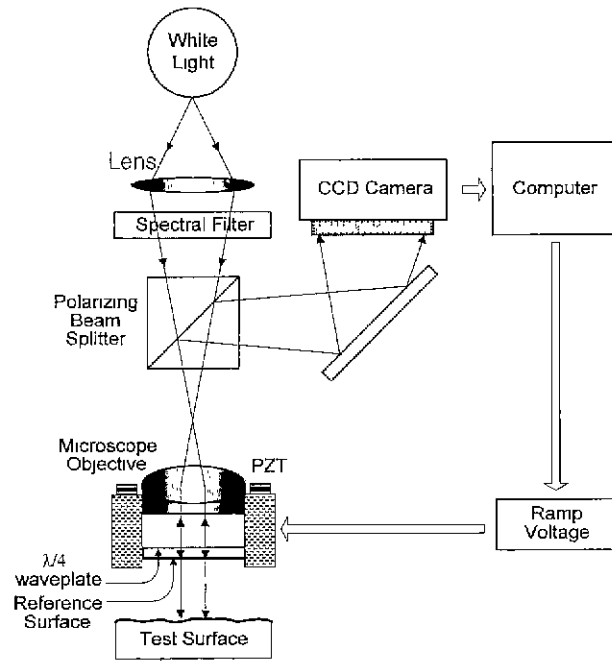 White
Light
Lens
Spectral Filter
CCD Camera
Computer
Polarizing
Beam
Splitter
Microscope
Objective
PZT
Ramp
Voltage
λ/4
waveplate
Reference
Surface
Test Surface